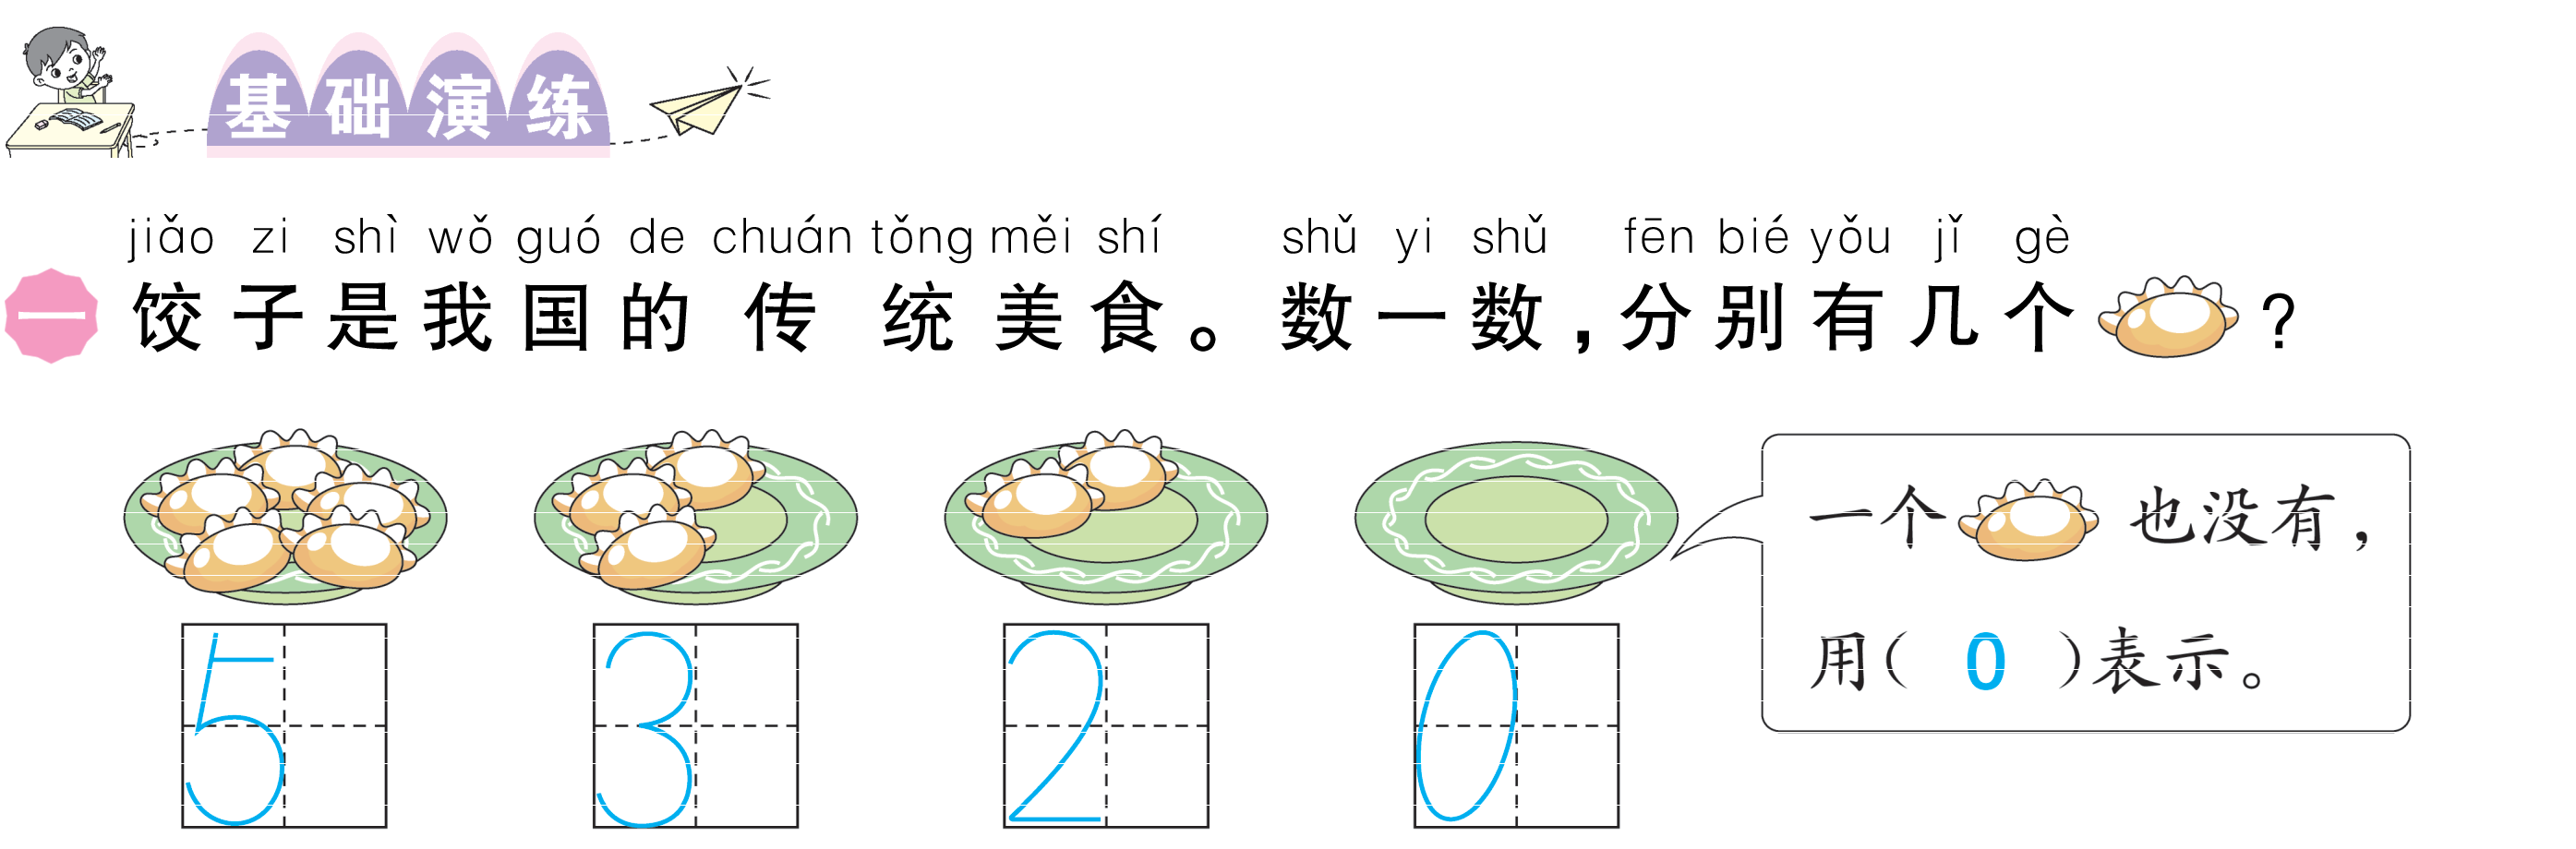 基础演练
jiǎo zi shì wǒ guó de chuán tǒng měi shí shǔ yi shǔ fēn bié yǒu jǐ gè
一 饺子是我国的传统美食。数一数,分别有几个?
一个 也没有,
用( 0 )表示。
5 3 2 0